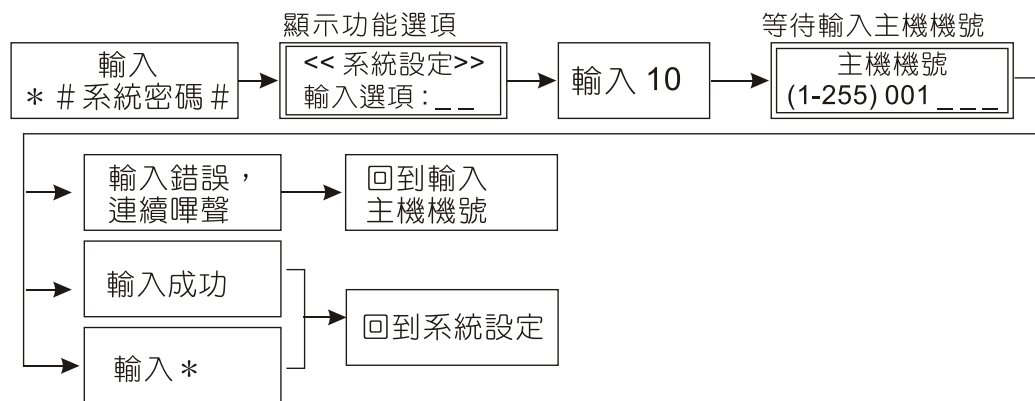 顯示功能選項
等待輸入主機機號
輸入
＊＃系統密碼＃
<< 系統設定>>
輸入選項:_ _
輸入 10
主機機號
(1-255) 001 _ _ _
輸入錯誤，
連續嗶聲
回到輸入
主機機號
輸入成功
輸入＊
回到系統設定